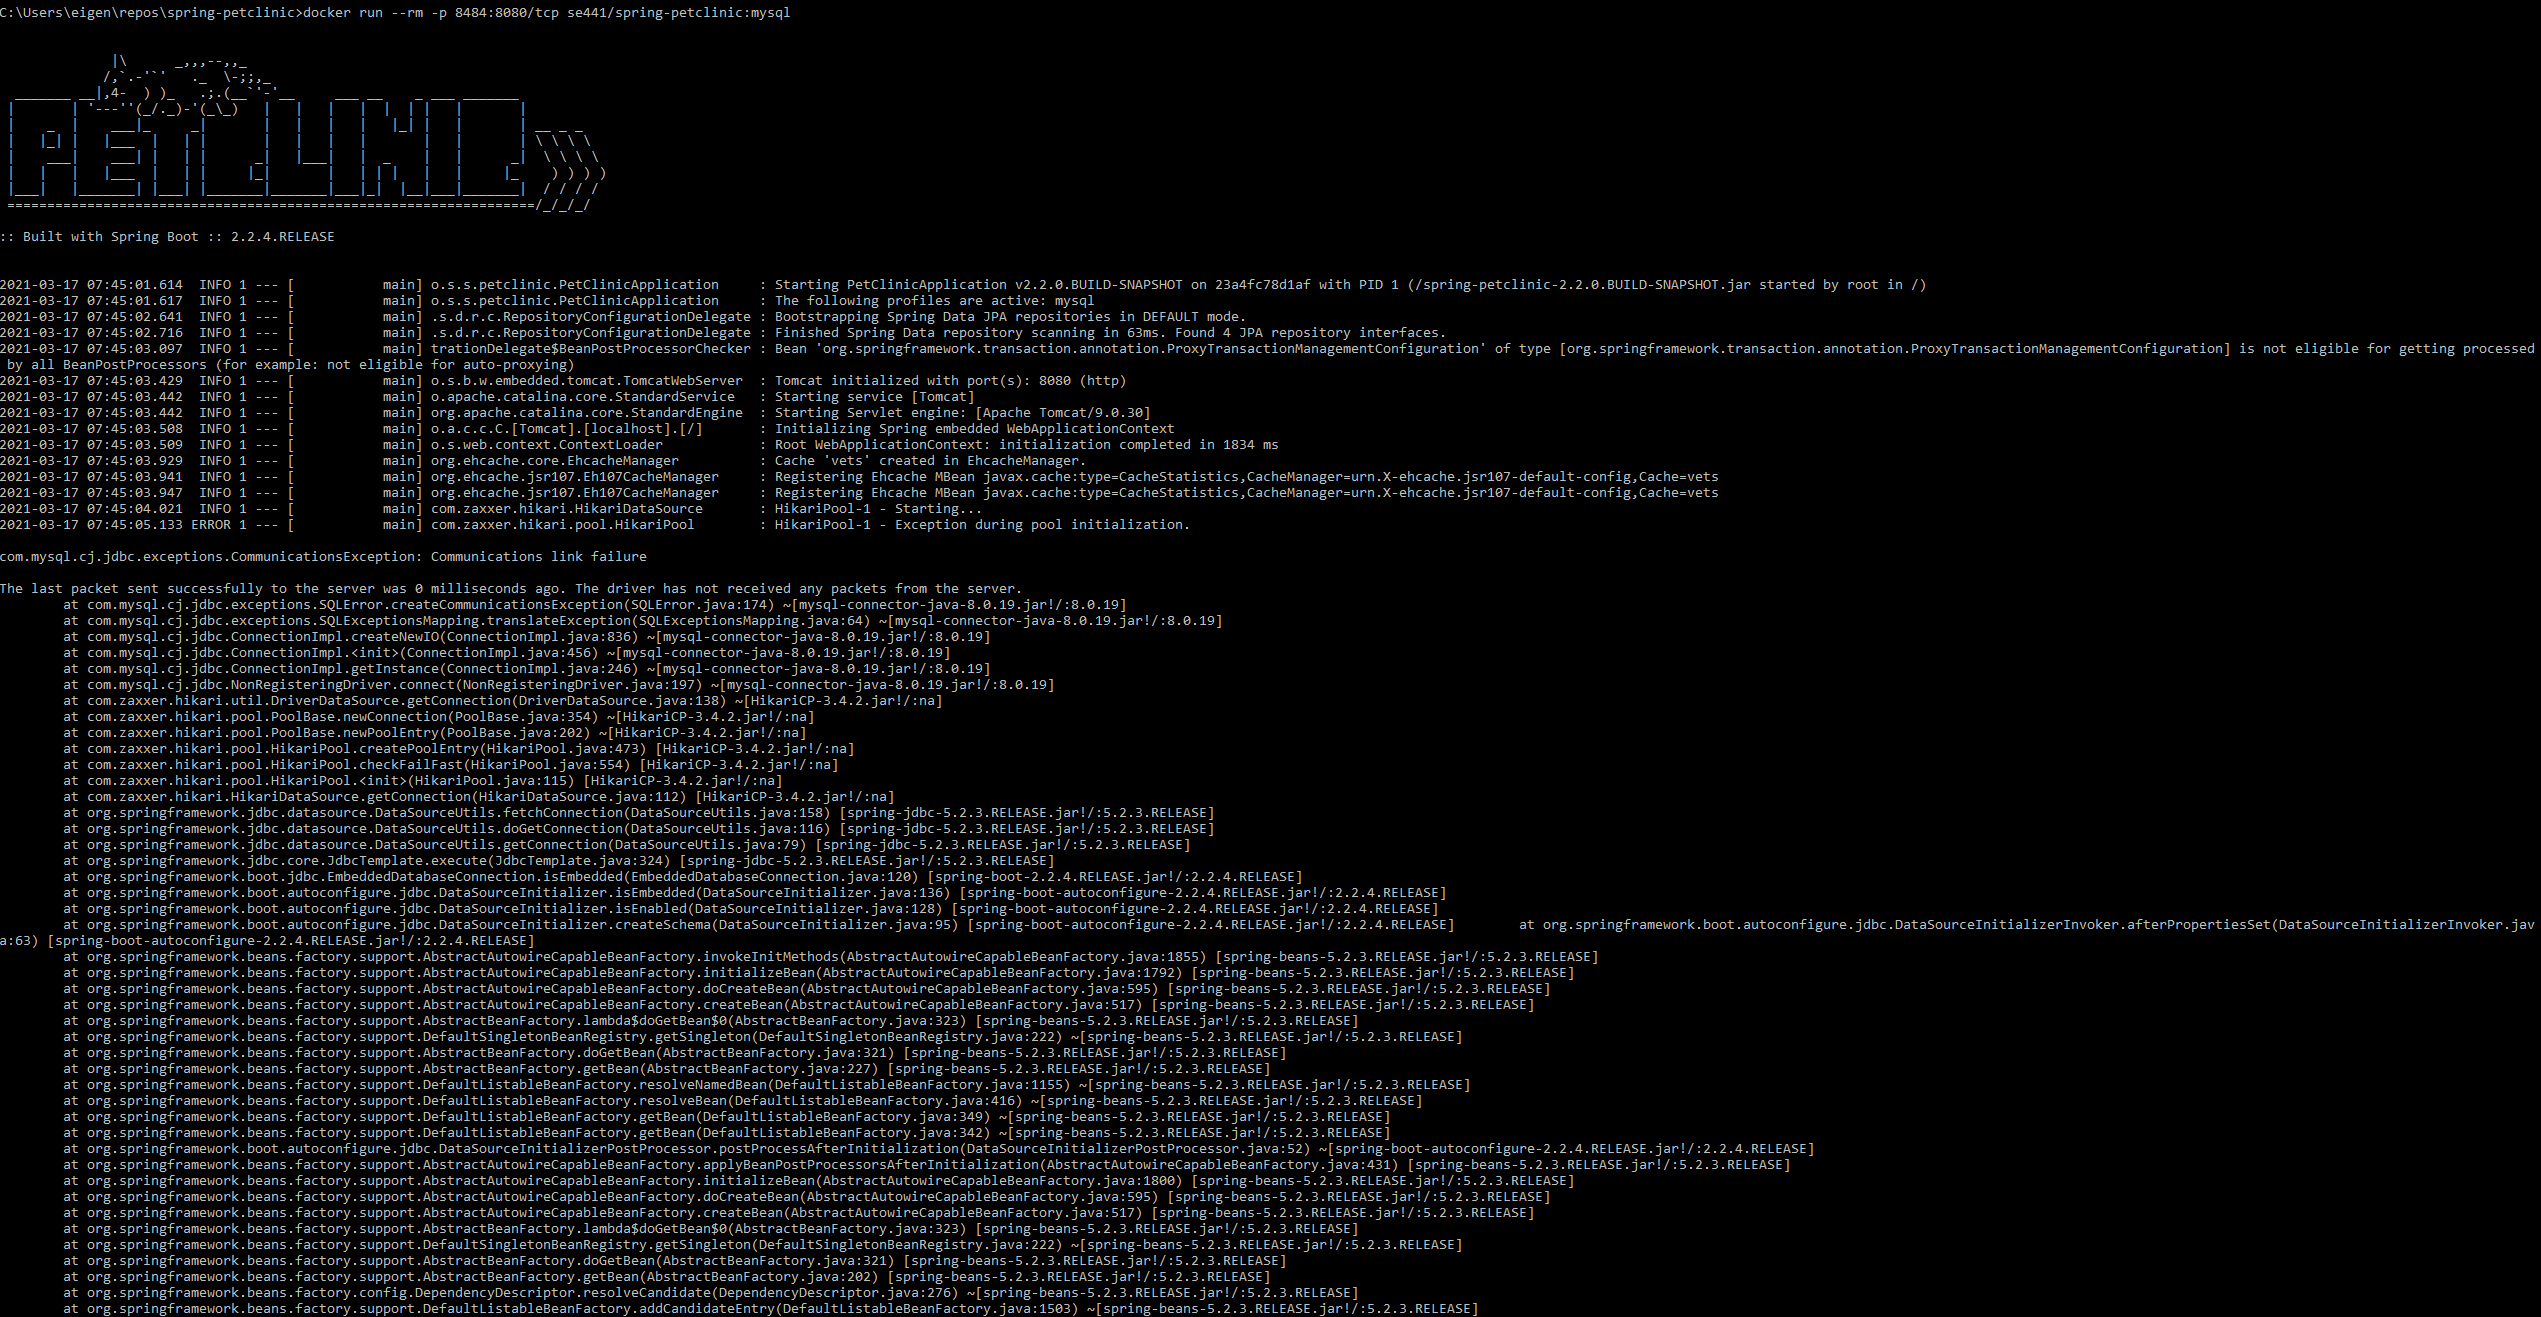 C:\Users\eigen\repos\spring-petclinic>docker run --rm -p 8484:8080/tcp se441/spring-petclinic:mysql
              |\      _,,,--,,_
             /,`.-'`'   ._  \-;;,_
  _______ __|,4-  ) )_   .;.(__`'-'__     ___ __    _ ___ _______
 |       | '---''(_/._)-'(_\_)   |   |   |   |  |  | |   |       |
 |    _  |    ___|_     _|       |   |   |   |   |_| |   |       | __ _ _
 |   |_| |   |___  |   | |       |   |   |   |       |   |       | \ \ \ \
 |    ___|    ___| |   | |      _|   |___|   |  _    |   |      _|  \ \ \ \
 |   |   |   |___  |   | |     |_|       |   | | |   |   |     |_    ) ) ) )
 |___|   |_______| |___| |_______|_______|___|_|  |__|___|_______|  / / / /
 ==================================================================/_/_/_/
:: Built with Spring Boot :: 2.2.4.RELEASE
2021-03-17 07:45:01.614  INFO 1 --- [           main] o.s.s.petclinic.PetClinicApplication     : Starting PetClinicApplication v2.2.0.BUILD-SNAPSHOT on 23a4fc78d1af with PID 1 (/spring-petclinic-2.2.0.BUILD-SNAPSHOT.jar started by root in /)
2021-03-17 07:45:01.617  INFO 1 --- [           main] o.s.s.petclinic.PetClinicApplication     : The following profiles are active: mysql
2021-03-17 07:45:02.641  INFO 1 --- [           main] .s.d.r.c.RepositoryConfigurationDelegate : Bootstrapping Spring Data JPA repositories in DEFAULT mode.
2021-03-17 07:45:02.716  INFO 1 --- [           main] .s.d.r.c.RepositoryConfigurationDelegate : Finished Spring Data repository scanning in 63ms. Found 4 JPA repository interfaces.
2021-03-17 07:45:03.097  INFO 1 --- [           main] trationDelegate$BeanPostProcessorChecker : Bean 'org.springframework.transaction.annotation.ProxyTransactionManagementConfiguration' of type [org.springframework.transaction.annotation.ProxyTransactionManagementConfiguration] is not eligible for getting processed
 by all BeanPostProcessors (for example: not eligible for auto-proxying)
2021-03-17 07:45:03.429  INFO 1 --- [           main] o.s.b.w.embedded.tomcat.TomcatWebServer  : Tomcat initialized with port(s): 8080 (http)
2021-03-17 07:45:03.442  INFO 1 --- [           main] o.apache.catalina.core.StandardService   : Starting service [Tomcat]
2021-03-17 07:45:03.442  INFO 1 --- [           main] org.apache.catalina.core.StandardEngine  : Starting Servlet engine: [Apache Tomcat/9.0.30]
2021-03-17 07:45:03.508  INFO 1 --- [           main] o.a.c.c.C.[Tomcat].[localhost].[/]       : Initializing Spring embedded WebApplicationContext
2021-03-17 07:45:03.509  INFO 1 --- [           main] o.s.web.context.ContextLoader            : Root WebApplicationContext: initialization completed in 1834 ms
2021-03-17 07:45:03.929  INFO 1 --- [           main] org.ehcache.core.EhcacheManager          : Cache 'vets' created in EhcacheManager.
2021-03-17 07:45:03.941  INFO 1 --- [           main] org.ehcache.jsr107.Eh107CacheManager     : Registering Ehcache MBean javax.cache:type=CacheStatistics,CacheManager=urn.X-ehcache.jsr107-default-config,Cache=vets
2021-03-17 07:45:03.947  INFO 1 --- [           main] org.ehcache.jsr107.Eh107CacheManager     : Registering Ehcache MBean javax.cache:type=CacheStatistics,CacheManager=urn.X-ehcache.jsr107-default-config,Cache=vets
2021-03-17 07:45:04.021  INFO 1 --- [           main] com.zaxxer.hikari.HikariDataSource       : HikariPool-1 - Starting...
2021-03-17 07:45:05.133 ERROR 1 --- [           main] com.zaxxer.hikari.pool.HikariPool        : HikariPool-1 - Exception during pool initialization.
com.mysql.cj.jdbc.exceptions.CommunicationsException: Communications link failure
The last packet sent successfully to the server was 0 milliseconds ago. The driver has not received any packets from the server.
        at com.mysql.cj.jdbc.exceptions.SQLError.createCommunicationsException(SQLError.java:174) ~[mysql-connector-java-8.0.19.jar!/:8.0.19]
        at com.mysql.cj.jdbc.exceptions.SQLExceptionsMapping.translateException(SQLExceptionsMapping.java:64) ~[mysql-connector-java-8.0.19.jar!/:8.0.19]
        at com.mysql.cj.jdbc.ConnectionImpl.createNewIO(ConnectionImpl.java:836) ~[mysql-connector-java-8.0.19.jar!/:8.0.19]
        at com.mysql.cj.jdbc.ConnectionImpl.<init>(ConnectionImpl.java:456) ~[mysql-connector-java-8.0.19.jar!/:8.0.19]
        at com.mysql.cj.jdbc.ConnectionImpl.getInstance(ConnectionImpl.java:246) ~[mysql-connector-java-8.0.19.jar!/:8.0.19]
        at com.mysql.cj.jdbc.NonRegisteringDriver.connect(NonRegisteringDriver.java:197) ~[mysql-connector-java-8.0.19.jar!/:8.0.19]
        at com.zaxxer.hikari.util.DriverDataSource.getConnection(DriverDataSource.java:138) ~[HikariCP-3.4.2.jar!/:na]
        at com.zaxxer.hikari.pool.PoolBase.newConnection(PoolBase.java:354) ~[HikariCP-3.4.2.jar!/:na]
        at com.zaxxer.hikari.pool.PoolBase.newPoolEntry(PoolBase.java:202) ~[HikariCP-3.4.2.jar!/:na]
        at com.zaxxer.hikari.pool.HikariPool.createPoolEntry(HikariPool.java:473) [HikariCP-3.4.2.jar!/:na]
        at com.zaxxer.hikari.pool.HikariPool.checkFailFast(HikariPool.java:554) [HikariCP-3.4.2.jar!/:na]
        at com.zaxxer.hikari.pool.HikariPool.<init>(HikariPool.java:115) [HikariCP-3.4.2.jar!/:na]
        at com.zaxxer.hikari.HikariDataSource.getConnection(HikariDataSource.java:112) [HikariCP-3.4.2.jar!/:na]
        at org.springframework.jdbc.datasource.DataSourceUtils.fetchConnection(DataSourceUtils.java:158) [spring-jdbc-5.2.3.RELEASE.jar!/:5.2.3.RELEASE]
        at org.springframework.jdbc.datasource.DataSourceUtils.doGetConnection(DataSourceUtils.java:116) [spring-jdbc-5.2.3.RELEASE.jar!/:5.2.3.RELEASE]
        at org.springframework.jdbc.datasource.DataSourceUtils.getConnection(DataSourceUtils.java:79) [spring-jdbc-5.2.3.RELEASE.jar!/:5.2.3.RELEASE]
        at org.springframework.jdbc.core.JdbcTemplate.execute(JdbcTemplate.java:324) [spring-jdbc-5.2.3.RELEASE.jar!/:5.2.3.RELEASE]
        at org.springframework.boot.jdbc.EmbeddedDatabaseConnection.isEmbedded(EmbeddedDatabaseConnection.java:120) [spring-boot-2.2.4.RELEASE.jar!/:2.2.4.RELEASE]
        at org.springframework.boot.autoconfigure.jdbc.DataSourceInitializer.isEmbedded(DataSourceInitializer.java:136) [spring-boot-autoconfigure-2.2.4.RELEASE.jar!/:2.2.4.RELEASE]
        at org.springframework.boot.autoconfigure.jdbc.DataSourceInitializer.isEnabled(DataSourceInitializer.java:128) [spring-boot-autoconfigure-2.2.4.RELEASE.jar!/:2.2.4.RELEASE]
        at org.springframework.boot.autoconfigure.jdbc.DataSourceInitializer.createSchema(DataSourceInitializer.java:95) [spring-boot-autoconfigure-2.2.4.RELEASE.jar!/:2.2.4.RELEASE]        at org.springframework.boot.autoconfigure.jdbc.DataSourceInitializerInvoker.afterPropertiesSet(DataSourceInitializerInvoker.jav
a:63) [spring-boot-autoconfigure-2.2.4.RELEASE.jar!/:2.2.4.RELEASE]
        at org.springframework.beans.factory.support.AbstractAutowireCapableBeanFactory.invokeInitMethods(AbstractAutowireCapableBeanFactory.java:1855) [spring-beans-5.2.3.RELEASE.jar!/:5.2.3.RELEASE]
        at org.springframework.beans.factory.support.AbstractAutowireCapableBeanFactory.initializeBean(AbstractAutowireCapableBeanFactory.java:1792) [spring-beans-5.2.3.RELEASE.jar!/:5.2.3.RELEASE]
        at org.springframework.beans.factory.support.AbstractAutowireCapableBeanFactory.doCreateBean(AbstractAutowireCapableBeanFactory.java:595) [spring-beans-5.2.3.RELEASE.jar!/:5.2.3.RELEASE]
        at org.springframework.beans.factory.support.AbstractAutowireCapableBeanFactory.createBean(AbstractAutowireCapableBeanFactory.java:517) [spring-beans-5.2.3.RELEASE.jar!/:5.2.3.RELEASE]
        at org.springframework.beans.factory.support.AbstractBeanFactory.lambda$doGetBean$0(AbstractBeanFactory.java:323) [spring-beans-5.2.3.RELEASE.jar!/:5.2.3.RELEASE]
        at org.springframework.beans.factory.support.DefaultSingletonBeanRegistry.getSingleton(DefaultSingletonBeanRegistry.java:222) ~[spring-beans-5.2.3.RELEASE.jar!/:5.2.3.RELEASE]
        at org.springframework.beans.factory.support.AbstractBeanFactory.doGetBean(AbstractBeanFactory.java:321) [spring-beans-5.2.3.RELEASE.jar!/:5.2.3.RELEASE]
        at org.springframework.beans.factory.support.AbstractBeanFactory.getBean(AbstractBeanFactory.java:227) [spring-beans-5.2.3.RELEASE.jar!/:5.2.3.RELEASE]
        at org.springframework.beans.factory.support.DefaultListableBeanFactory.resolveNamedBean(DefaultListableBeanFactory.java:1155) ~[spring-beans-5.2.3.RELEASE.jar!/:5.2.3.RELEASE]
        at org.springframework.beans.factory.support.DefaultListableBeanFactory.resolveBean(DefaultListableBeanFactory.java:416) ~[spring-beans-5.2.3.RELEASE.jar!/:5.2.3.RELEASE]
        at org.springframework.beans.factory.support.DefaultListableBeanFactory.getBean(DefaultListableBeanFactory.java:349) ~[spring-beans-5.2.3.RELEASE.jar!/:5.2.3.RELEASE]
        at org.springframework.beans.factory.support.DefaultListableBeanFactory.getBean(DefaultListableBeanFactory.java:342) ~[spring-beans-5.2.3.RELEASE.jar!/:5.2.3.RELEASE]
        at org.springframework.boot.autoconfigure.jdbc.DataSourceInitializerPostProcessor.postProcessAfterInitialization(DataSourceInitializerPostProcessor.java:52) ~[spring-boot-autoconfigure-2.2.4.RELEASE.jar!/:2.2.4.RELEASE]
        at org.springframework.beans.factory.support.AbstractAutowireCapableBeanFactory.applyBeanPostProcessorsAfterInitialization(AbstractAutowireCapableBeanFactory.java:431) [spring-beans-5.2.3.RELEASE.jar!/:5.2.3.RELEASE]
        at org.springframework.beans.factory.support.AbstractAutowireCapableBeanFactory.initializeBean(AbstractAutowireCapableBeanFactory.java:1800) [spring-beans-5.2.3.RELEASE.jar!/:5.2.3.RELEASE]
        at org.springframework.beans.factory.support.AbstractAutowireCapableBeanFactory.doCreateBean(AbstractAutowireCapableBeanFactory.java:595) [spring-beans-5.2.3.RELEASE.jar!/:5.2.3.RELEASE]
        at org.springframework.beans.factory.support.AbstractAutowireCapableBeanFactory.createBean(AbstractAutowireCapableBeanFactory.java:517) [spring-beans-5.2.3.RELEASE.jar!/:5.2.3.RELEASE]
        at org.springframework.beans.factory.support.AbstractBeanFactory.lambda$doGetBean$0(AbstractBeanFactory.java:323) [spring-beans-5.2.3.RELEASE.jar!/:5.2.3.RELEASE]
        at org.springframework.beans.factory.support.DefaultSingletonBeanRegistry.getSingleton(DefaultSingletonBeanRegistry.java:222) ~[spring-beans-5.2.3.RELEASE.jar!/:5.2.3.RELEASE]
        at org.springframework.beans.factory.support.AbstractBeanFactory.doGetBean(AbstractBeanFactory.java:321) [spring-beans-5.2.3.RELEASE.jar!/:5.2.3.RELEASE]
        at org.springframework.beans.factory.support.AbstractBeanFactory.getBean(AbstractBeanFactory.java:202) [spring-beans-5.2.3.RELEASE.jar!/:5.2.3.RELEASE]
        at org.springframework.beans.factory.config.DependencyDescriptor.resolveCandidate(DependencyDescriptor.java:276) ~[spring-beans-5.2.3.RELEASE.jar!/:5.2.3.RELEASE]
        at org.springframework.beans.factory.support.DefaultListableBeanFactory.addCandidateEntry(DefaultListableBeanFactory.java:1503) ~[spring-beans-5.2.3.RELEASE.jar!/:5.2.3.RELEASE]